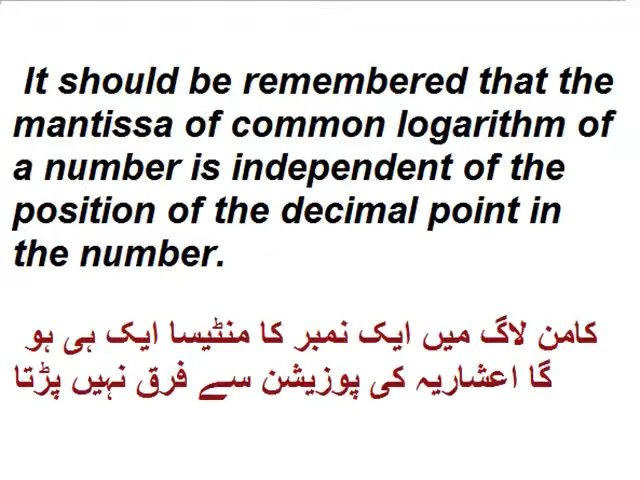 It should be remembered that the
mantissa of common logarithm of
a number is independent of the
position of the decimal point in
the number.
کامن لاگ میں ایک نمبر کا منٹیسا ایک ہی ہو
گا اعشاریہ کی پوزیشن سے فرق نہیں پڑتا